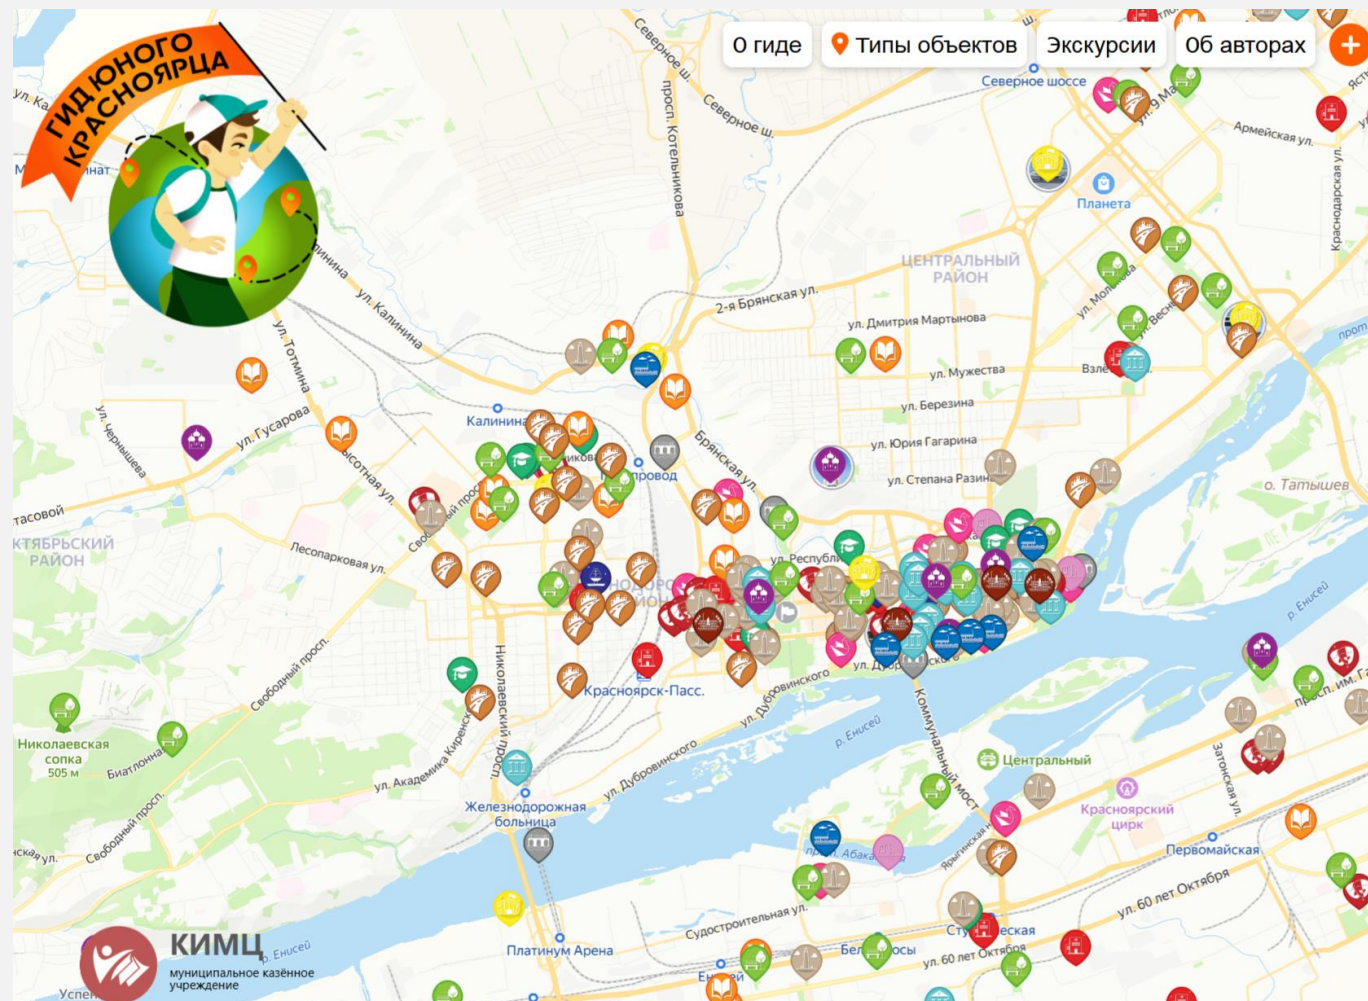 ГИД ЮНОГО
КРАСНОЯРЦА
О гиде
Типы объектов
Экскурсии
Об авторах
Северное ш.
Северное ш.
просп. Котельникова
Северное шоссе
Армейская ул.
Краснодарская ул.
Планета
ЦЕНТРАЛЬНЫЙ
РАЙОН
2-я Брянская ул.
ул. Дмитрия Мартынова
ул. Мужества
ул. Березина
ул. Юрия Гагарина
ул. Степана Разина
ул. Калинина
ул. Тотмина
ул. Гусарова
ул. Чернышева
Калинина
Брянская ул.
о. Татышев
Лесопарковая ул.
Свободный просп.
Свободный просп.
Николаевский просп.
Красноярск-Пасс.
ул. Дубровинского
ул. Дубровинского
р. Енисей
р. Енисей
Коммунальный мост
Николаевская
сопка
505 м
Биатлонная
ул. Академика Киренск
Железнодорожная
больница
Центральный
Красноярский
цирк
Затонская ул.
Первомайская
ул. 60 лет Октября
ул. 60 лет Октября
Судостроительная ул.
Платинум Арена
р. Енисей
КИМЦ
муниципальное казённое
учреждение